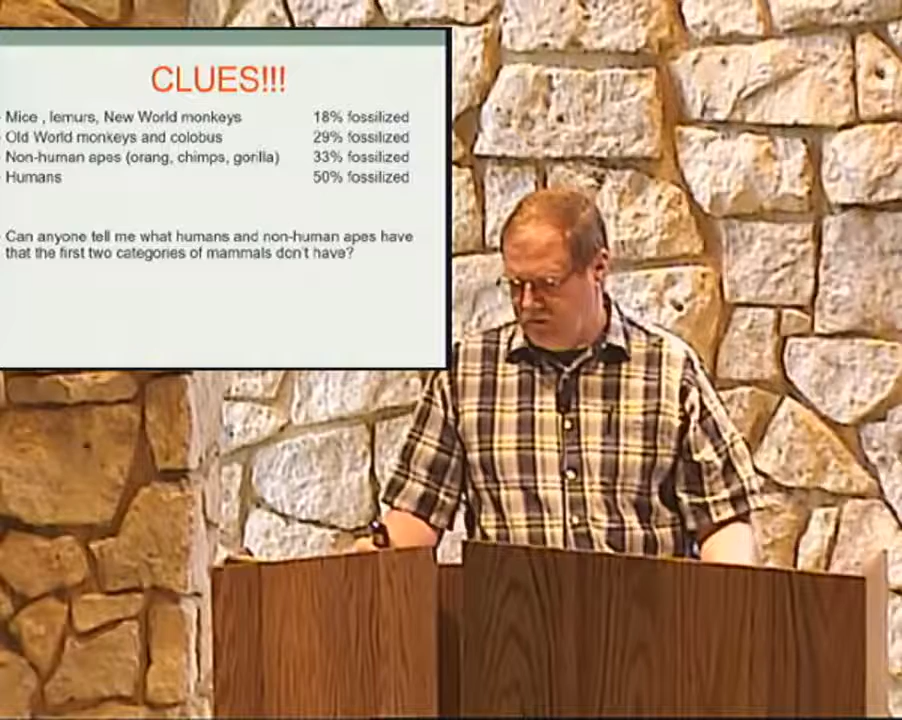 CLUES!!!
Mice , lemurs, New World monkeys 18% fossilized
Old World monkeys and colobus 29% fossilized
Non-human apes (orang, chimps, gorilla) 33% fossilized
Humans 50% fossilized
Can anyone tell me what humans and non-human apes have
that the first two categories of mammals don't have?